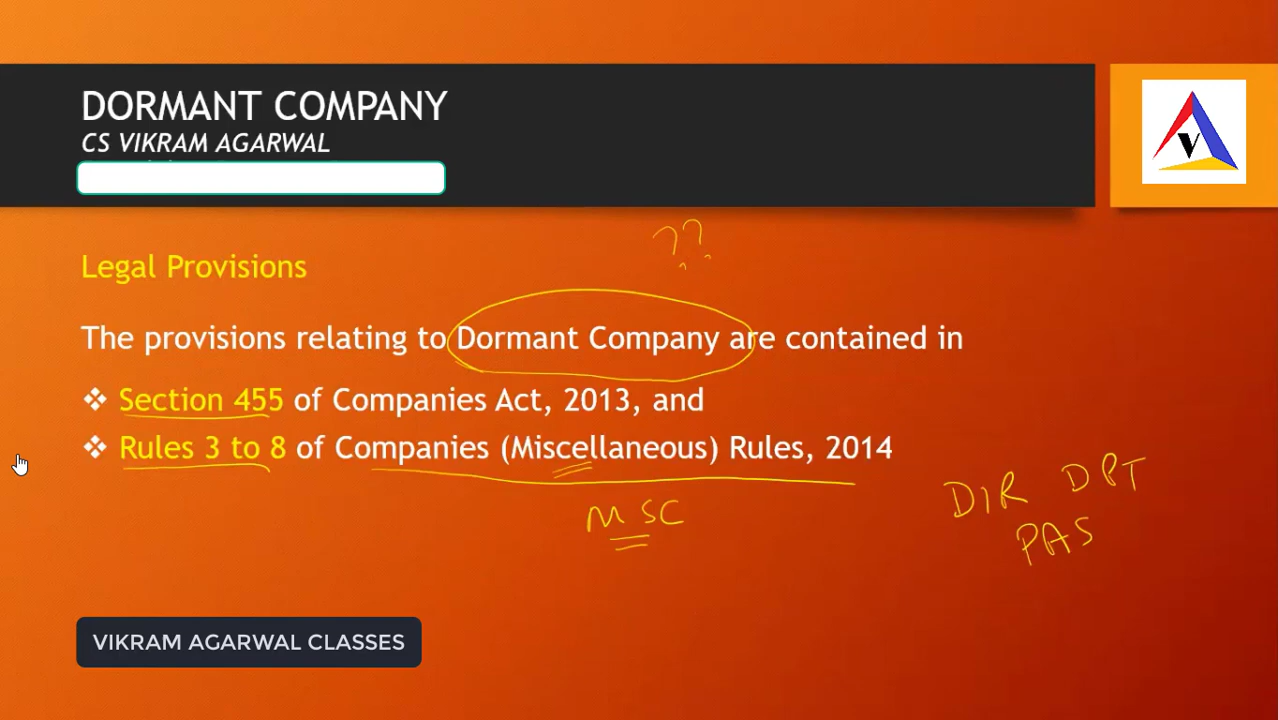 DORMANT COMPANY
CS VIKRAM AGARWAL
V
??
Legal Provisions
The provisions relating to Dormant Company are contained in
❖ Section 455 of Companies Act, 2013, and
❖ Rules 3 to 8 of Companies (Miscellaneous) Rules, 2014
DIR DPT
MSC
PAS
VIKRAM AGARWAL CLASSES